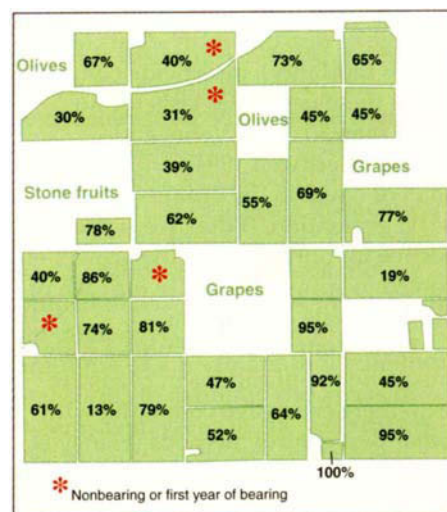 67% 40% * 73% 65%
Olives
30% 31% * Olives 45% 45%
39%
Stone fruits 55% 69% Grapes
62% 77%
78%
40% 86% * Grapes 19%
* 74% 81% 95%
61% 13% 79% 47% 64% 92% 45%
52% 95%
100%
* Nonbearing or first year of bearing